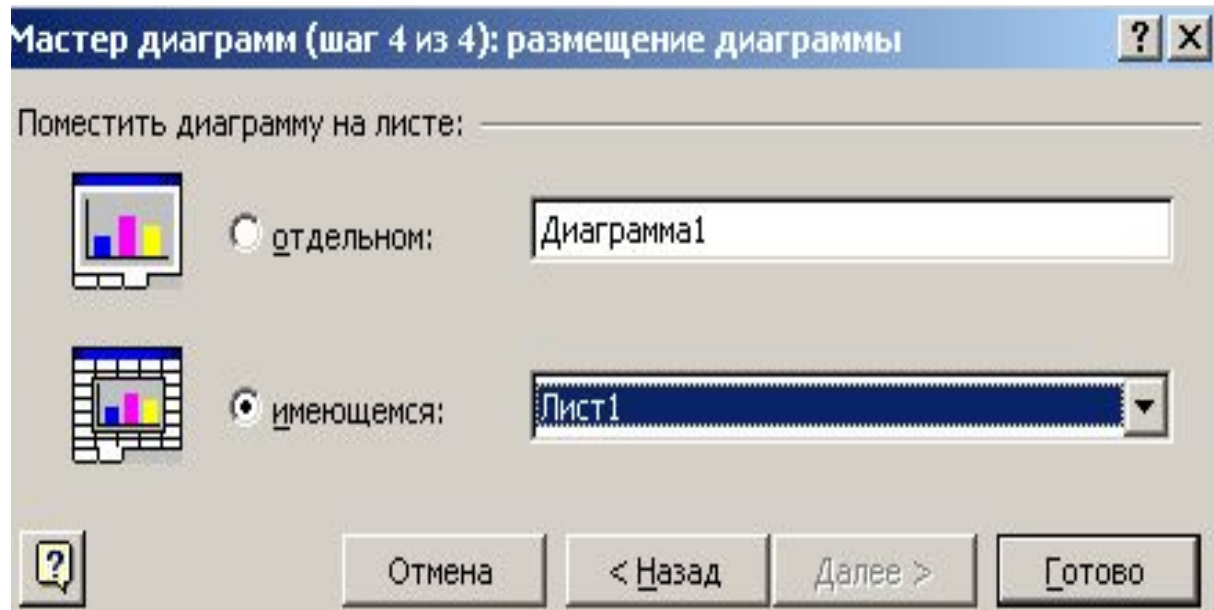 Мастер диаграмм (шаг 4 из 4): размещение диаграммы
Поместить диаграмму на листе:
отдельном: Диаграмма1
имеющемся: Лист1
Отмена < Назад Далее > Готово